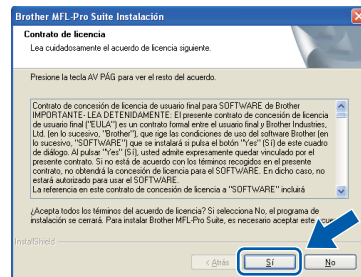 Brother MFL-Pro Suite Instalación
Contrato de licencia
Lea cuidadosamente el acuerdo de licencia siguiente.
Presione la tecla AV PÁG para ver el resto del acuerdo.
Contrato de concesión de licencia de usuario final para SOFTWARE de Brother
IMPORTANTE- LEA DETENIDAMENTE: El presente contrato de concesión de licencia
de usuario final ("EULA") es un contrato formal entre el usuario final y Brother Industries,
Ltd. (en lo sucesivo, "Brother"), que rige las condiciones de uso del software Brother (en
lo sucesivo, "SOFTWARE") que se instalará si pulsa el botón "Yes" (Sí) de este cuadro
de diálogo. Al pulsar "Yes" (Sí), usted admite expresamente quedar vinculado por el
presente contrato. Si no está de acuerdo con los términos recogidos en el presente
contrato, no obtendrá la concesión de licencia para el SOFTWARE. En dicho caso, no
estará autorizado para usar el SOFTWARE.
La referencia en este contrato de concesión de licencia a "SOFTWARE" incluirá
¿Acepta todos los términos del acuerdo de licencia? Si selecciona No, el programa de
instalación se cerrará. Para instalar Brother MFL-Pro Suite, es necesario aceptar este
InstallShield
< Atrás
Sí
No